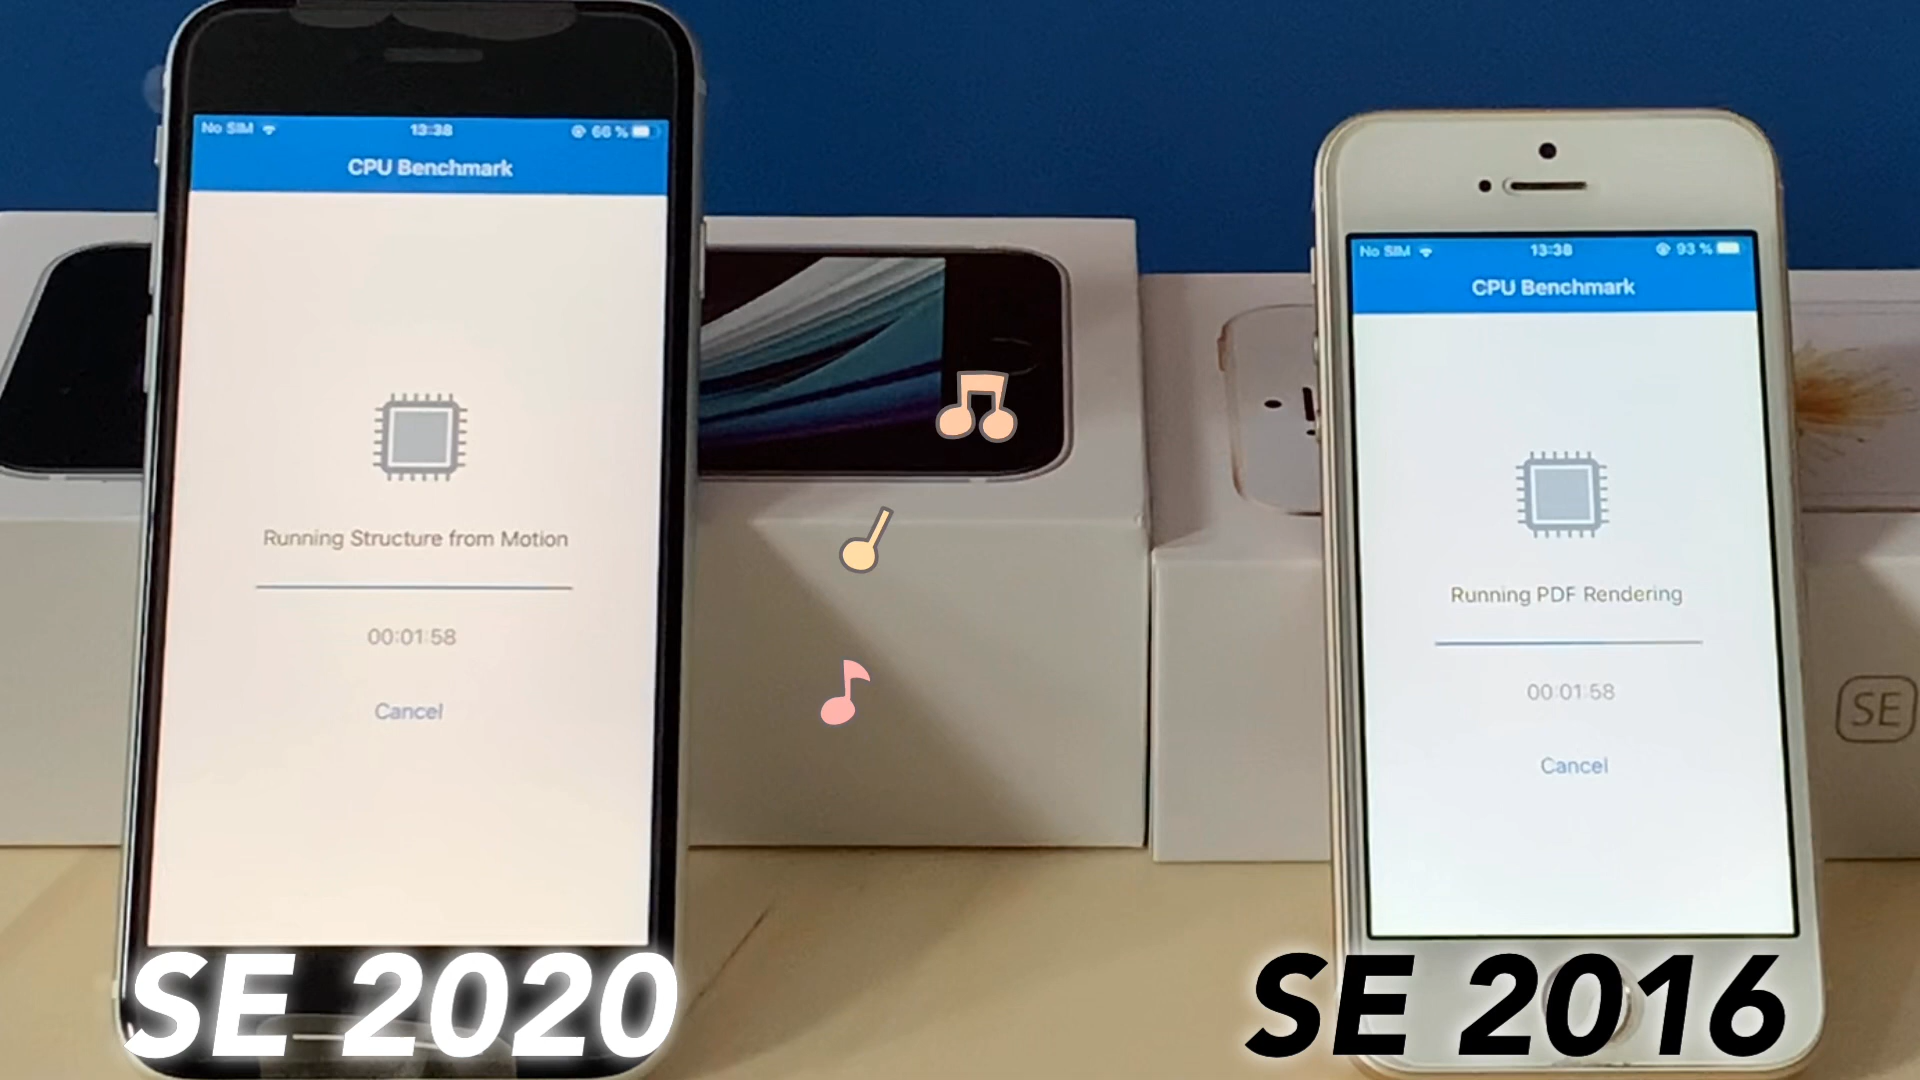 No SIM 13:38 66 %
CPU Benchmark
Running Structure from Motion
00:01:58
Cancel
SE 2020
No SIM 13:38 93 %
CPU Benchmark
Running PDF Rendering
00:01:58
Cancel
SE
SE 2016